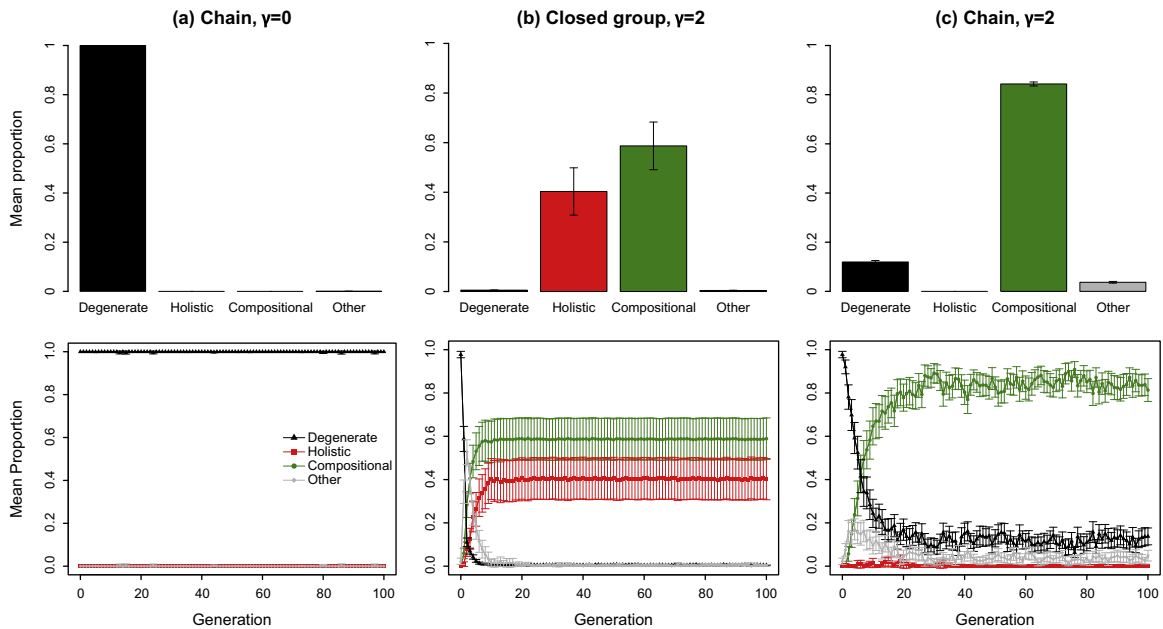 (a) Chain, γ=0
(b) Closed group, γ=2
(c) Chain, γ=2
Mean proportion
1
0.8
0.6
0.4
0.2
0
Degenerate Holistic Compositional Other
1
0.8
0.6
0.4
0.2
0
Degenerate Holistic Compositional Other
1
0.8
0.6
0.4
0.2
0
Degenerate Holistic Compositional Other
Mean Proportion
1.0
0.8
0.6
0.4
0.2
0.0
Degenerate
Holistic
Compositional
Other
0 20 40 60 80 100
Generation
1.0
0.8
0.6
0.4
0.2
0.0
0 20 40 60 80 100
Generation
1.0
0.8
0.6
0.4
0.2
0.0
0 20 40 60 80 100
Generation